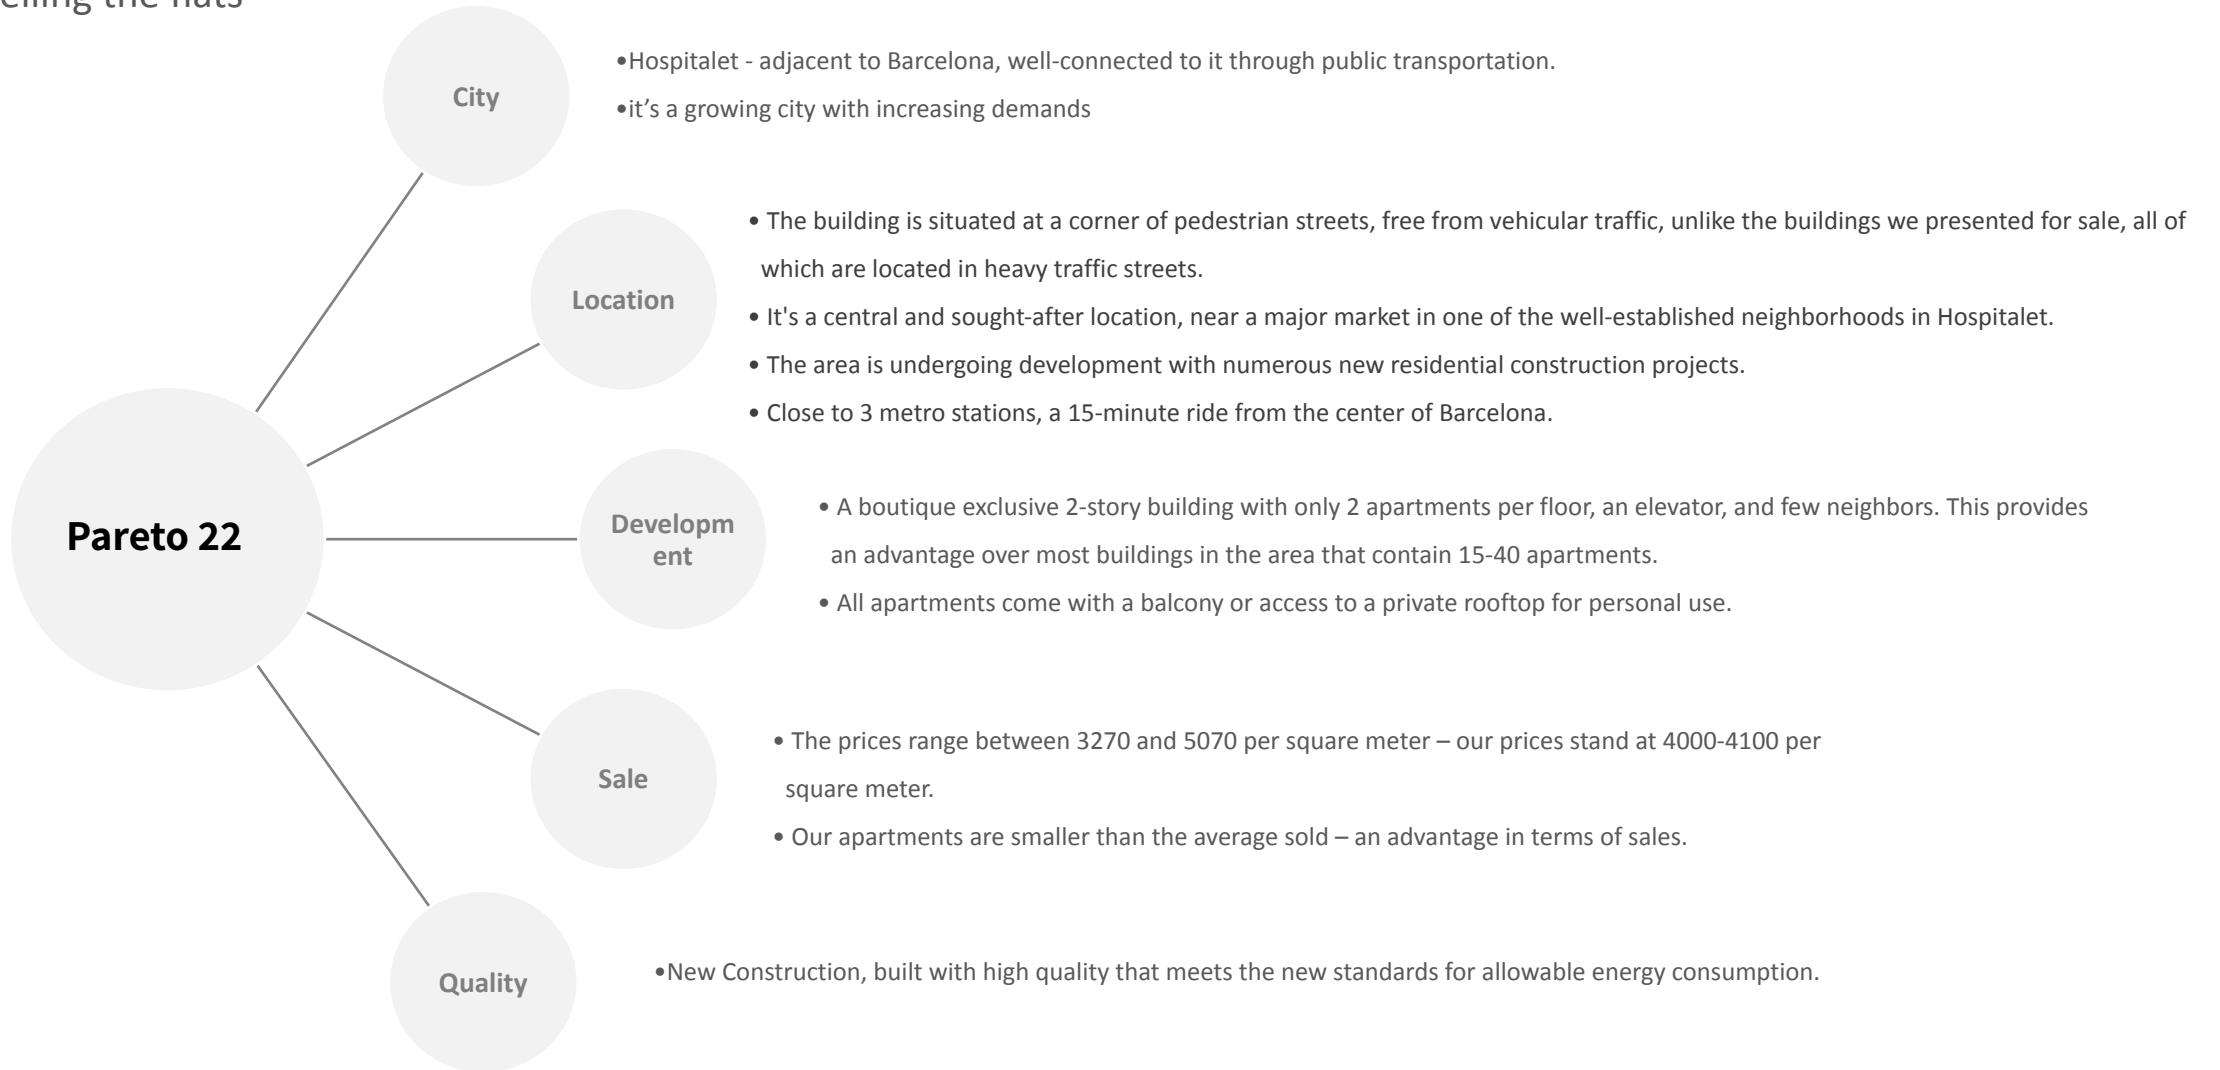 the flats
City
•Hospitalet - adjacent to Barcelona, well-connected to it through public transportation.
•it’s a growing city with increasing demands
Location
• The building is situated at a corner of pedestrian streets, free from vehicular traffic, unlike the buildings we presented for sale, all of
which are located in heavy traffic streets.
• It's a central and sought-after location, near a major market in one of the well-established neighborhoods in Hospitalet.
• The area is undergoing development with numerous new residential construction projects.
• Close to 3 metro stations, a 15-minute ride from the center of Barcelona.
Pareto 22
Developm
ent
• A boutique exclusive 2-story building with only 2 apartments per floor, an elevator, and few neighbors. This provides
an advantage over most buildings in the area that contain 15-40 apartments.
• All apartments come with a balcony or access to a private rooftop for personal use.
Sale
• The prices range between 3270 and 5070 per square meter – our prices stand at 4000-4100 per
square meter.
• Our apartments are smaller than the average sold – an advantage in terms of sales.
Quality
•New Construction, built with high quality that meets the new standards for allowable energy consumption.